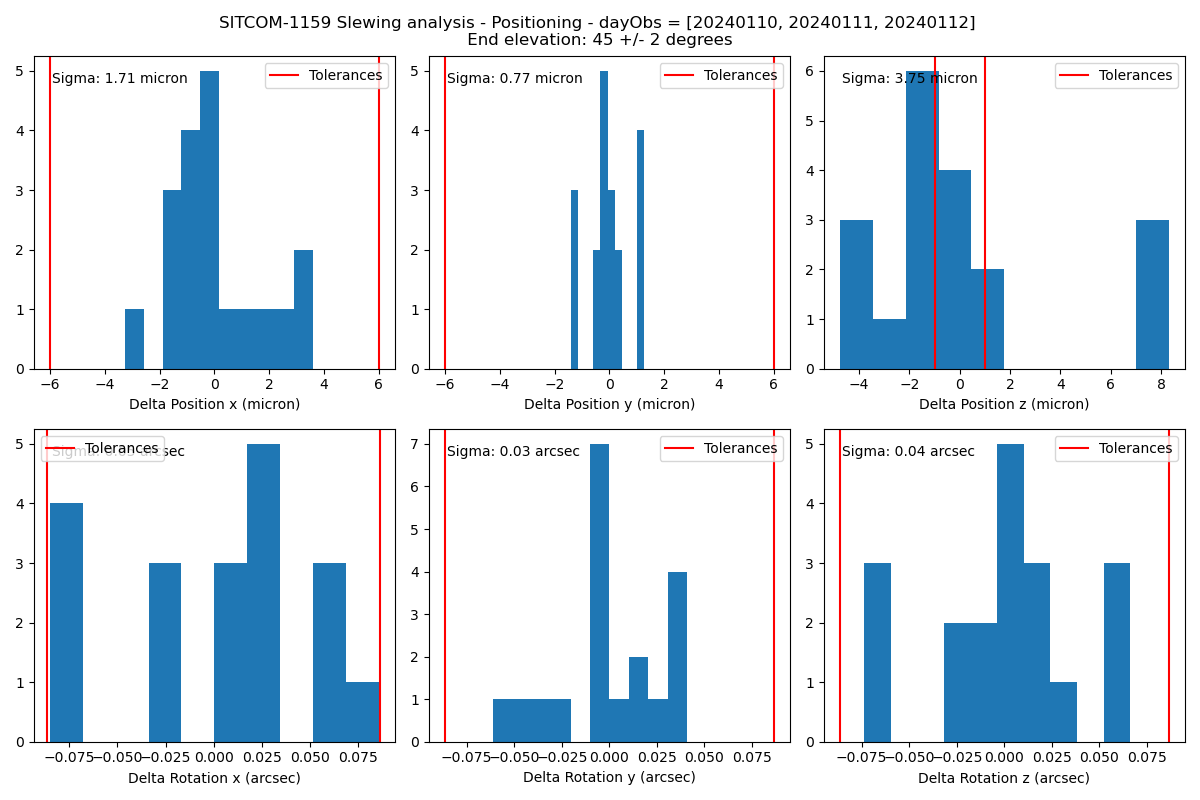 SITCOM-1159 Slewing analysis - Positioning - dayObs = [20240110, 20240111, 20240112]
End elevation: 45 +/- 2 degrees
Sigma: 1.71 micron
Tolerances
5
4
3
2
1
0
−6 −4 −2 0 2 4 6
Delta Position x (micron)
Sigma: 0.77 micron
Tolerances
5
4
3
2
1
0
−6 −4 −2 0 2 4 6
Delta Position y (micron)
Sigma: 3.75 micron
Tolerances
6
5
4
3
2
1
0
−4 −2 0 2 4 6 8
Delta Position z (micron)
Tolerances
Sigma: arcsec
5
4
3
2
1
0
−0.075 −0.050 −0.025 0.000 0.025 0.050 0.075
Delta Rotation x (arcsec)
Sigma: 0.03 arcsec
Tolerances
7
6
5
4
3
2
1
0
−0.075 −0.050 −0.025 0.000 0.025 0.050 0.075
Delta Rotation y (arcsec)
Sigma: 0.04 arcsec
Tolerances
5
4
3
2
1
0
−0.075 −0.050 −0.025 0.000 0.025 0.050 0.075
Delta Rotation z (arcsec)